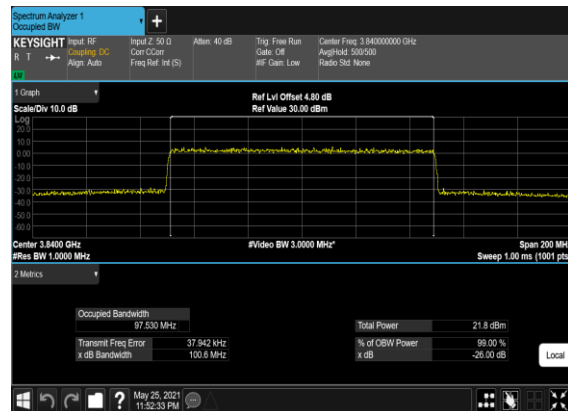 Spectrum Analyzer 1
Occupied BW
+
KEYSIGHT
R T
LXI
Input: RF
Coupling: DC
Align: Auto
Input Z: 50 Ω
Corr CCorr
Freq Ref: Int (S)
Atten: 40 dB
Trig: Free Run
Gate: Off
#IF Gain: Low
Center Freq: 3.840000000 GHz
Avg|Hold: 500/500
Radio Std: None
1 Graph
Scale/Div 10.0 dB
Ref Lvl Offset 4.80 dB
Ref Value 30.00 dBm
Log
20.0
10.0
0.00
-10.0
-20.0
-30.0
-40.0
-50.0
-60.0
Center 3.8400 GHz
#Video BW 3.0000 MHz*
Span 200 MH
#Res BW 1.0000 MHz
Sweep 1.00 ms (1001 pts
2 Metrics
Occupied Bandwidth
97.530 MHz
Total Power 21.8 dBm
Transmit Freq Error 37.942 kHz
% of OBW Power 99.00 %
x dB Bandwidth 100.6 MHz
x dB -26.00 dB
Local
?
May 25, 2021
11:52:33 PM